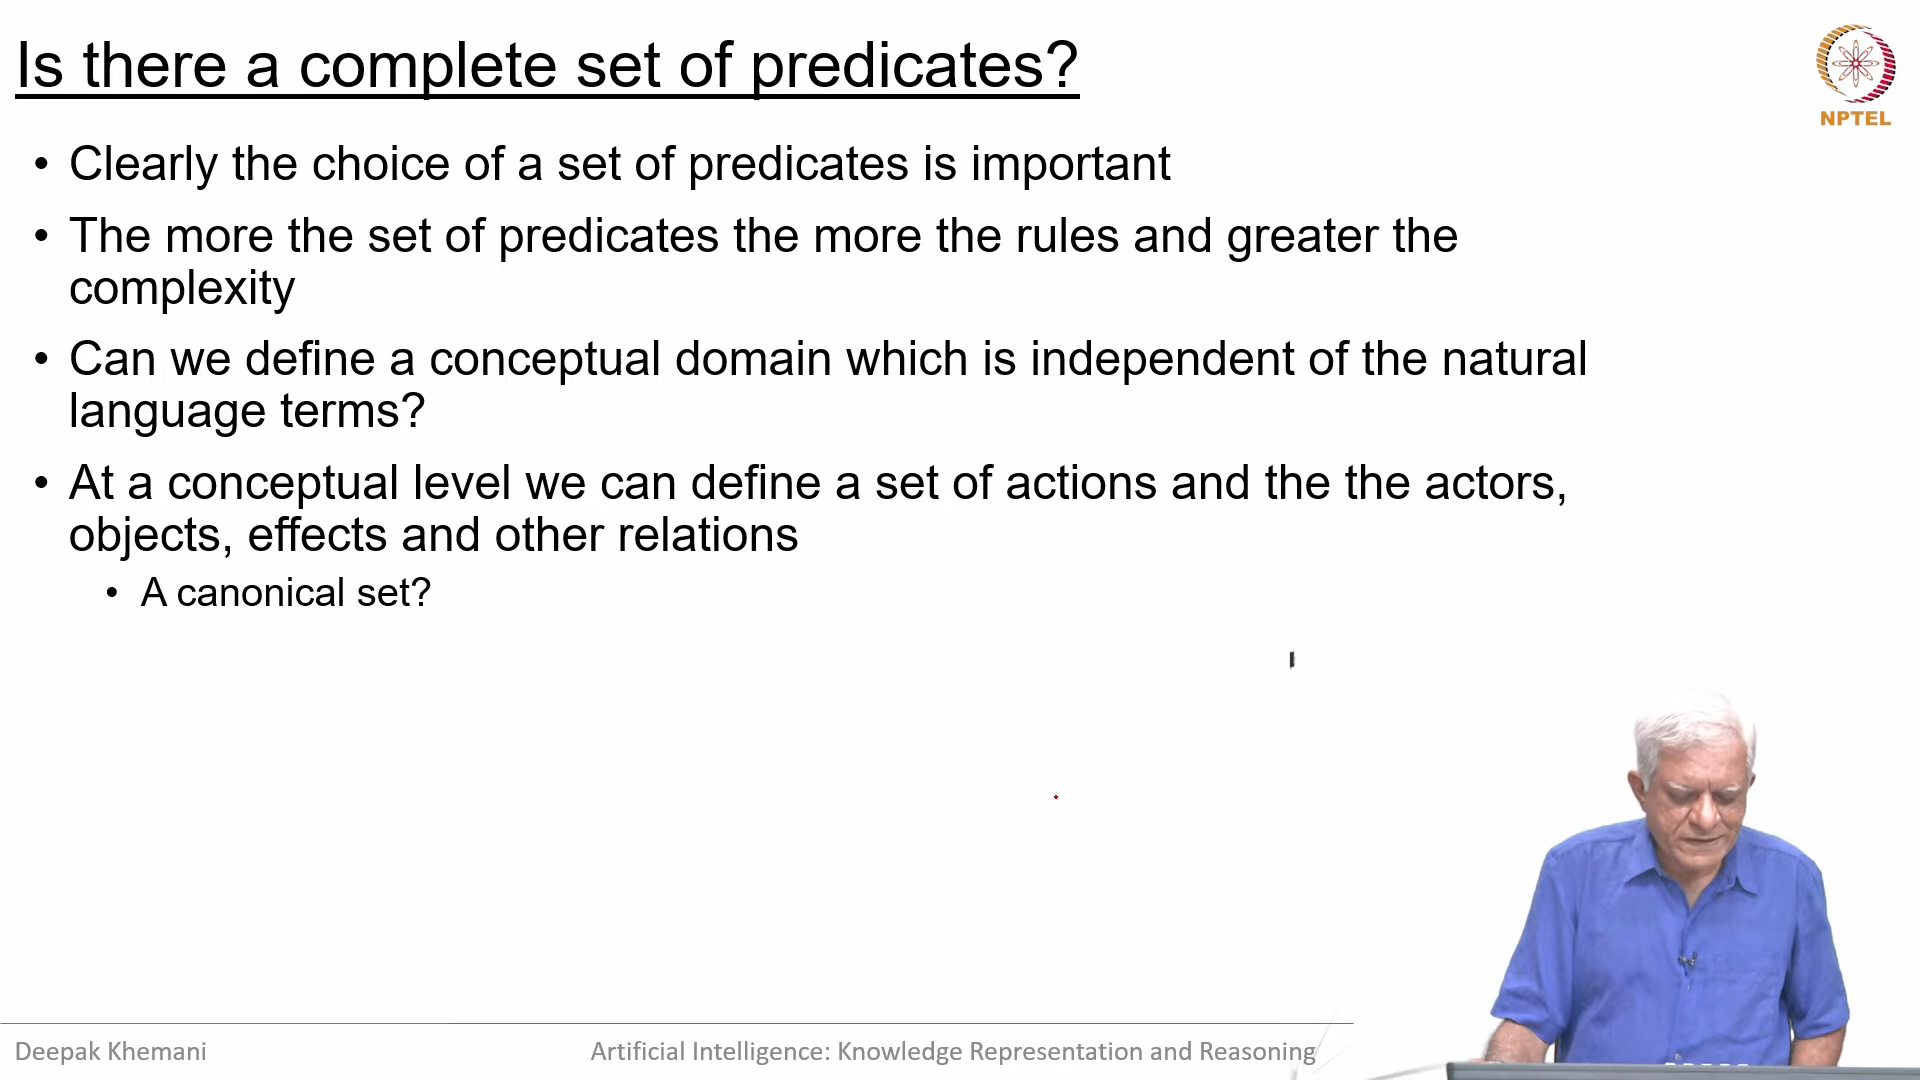 Is there a complete set of predicates?
NPTEL
• Clearly the choice of a set of predicates is important
• The more the set of predicates the more the rules and greater the
complexity
• Can we define a conceptual domain which is independent of the natural
language terms?
• At a conceptual level we can define a set of actions and the the actors,
objects, effects and other relations
• A canonical set?
Deepak Khemani
Artificial Intelligence: Knowledge Representation and Reasoning